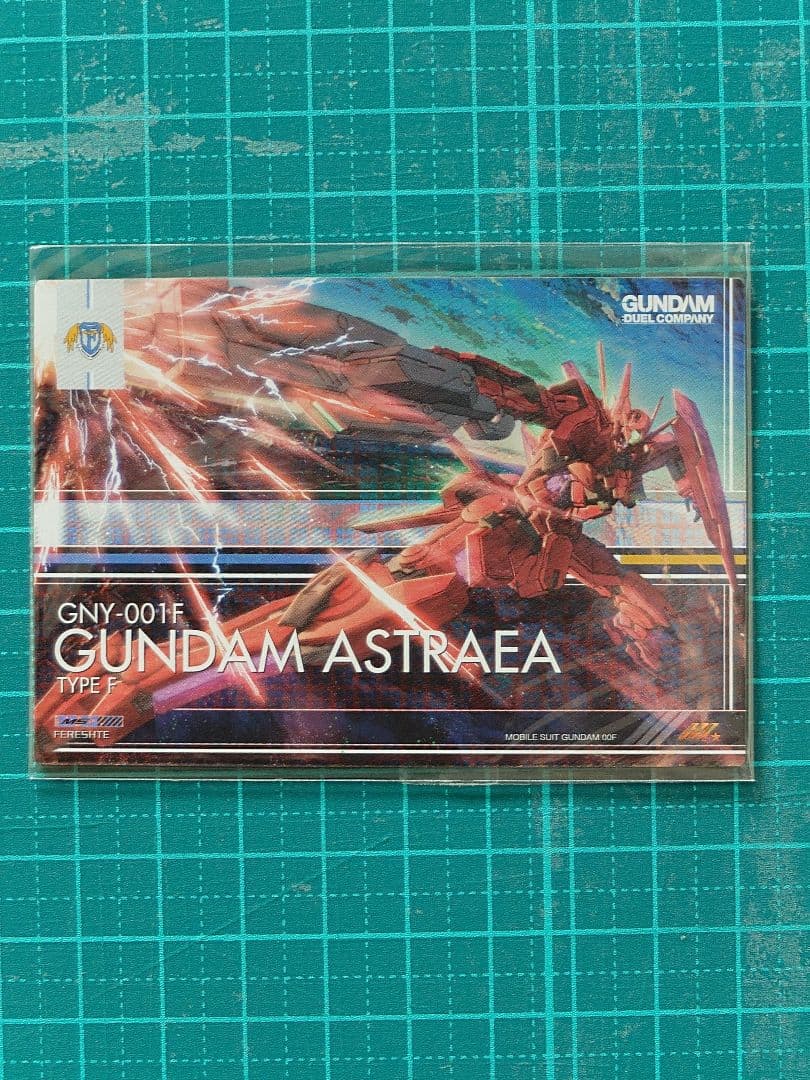 GUNDAM
DUEL COMPANY
GNY-001F
GUNDAM ASTRAEA
TYPE F
MS
FERESHTE
MOBILE SUIT GUNDAM 00F